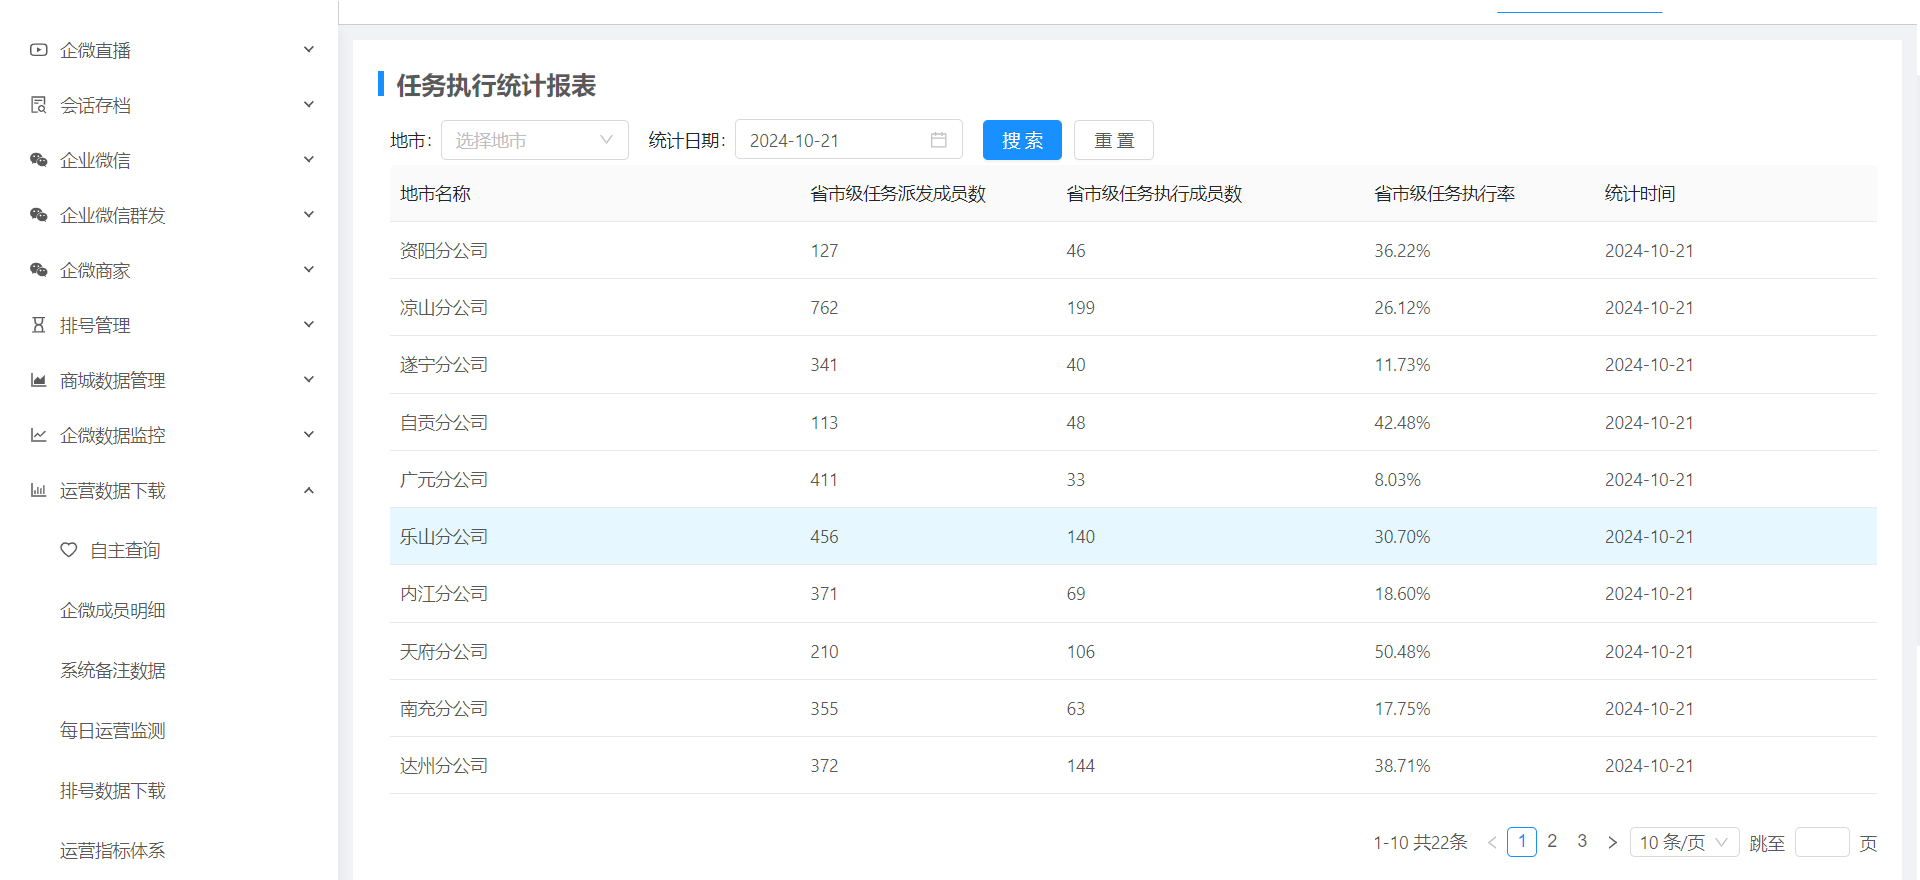 企微直播
会话存档
企业微信
企业微信群发
企微商家
排号管理
商城数据管理
企微数据监控
运营数据下载
自主查询
企微成员明细
系统备注数据
每日运营监测
排号数据下载
运营指标体系
任务执行统计报表
地市: 选择地市 统计日期: 2024-10-21 搜 索 重 置
地市名称 省市级任务派发成员数 省市级任务执行成员数 省市级任务执行率 统计时间
资阳分公司 127 46 36.22% 2024-10-21
凉山分公司 762 199 26.12% 2024-10-21
遂宁分公司 341 40 11.73% 2024-10-21
自贡分公司 113 48 42.48% 2024-10-21
广元分公司 411 33 8.03% 2024-10-21
乐山分公司 456 140 30.70% 2024-10-21
内江分公司 371 69 18.60% 2024-10-21
天府分公司 210 106 50.48% 2024-10-21
南充分公司 355 63 17.75% 2024-10-21
达州分公司 372 144 38.71% 2024-10-21
1-10 共22条 < 1 2 3 > 10 条/页 跳至 页